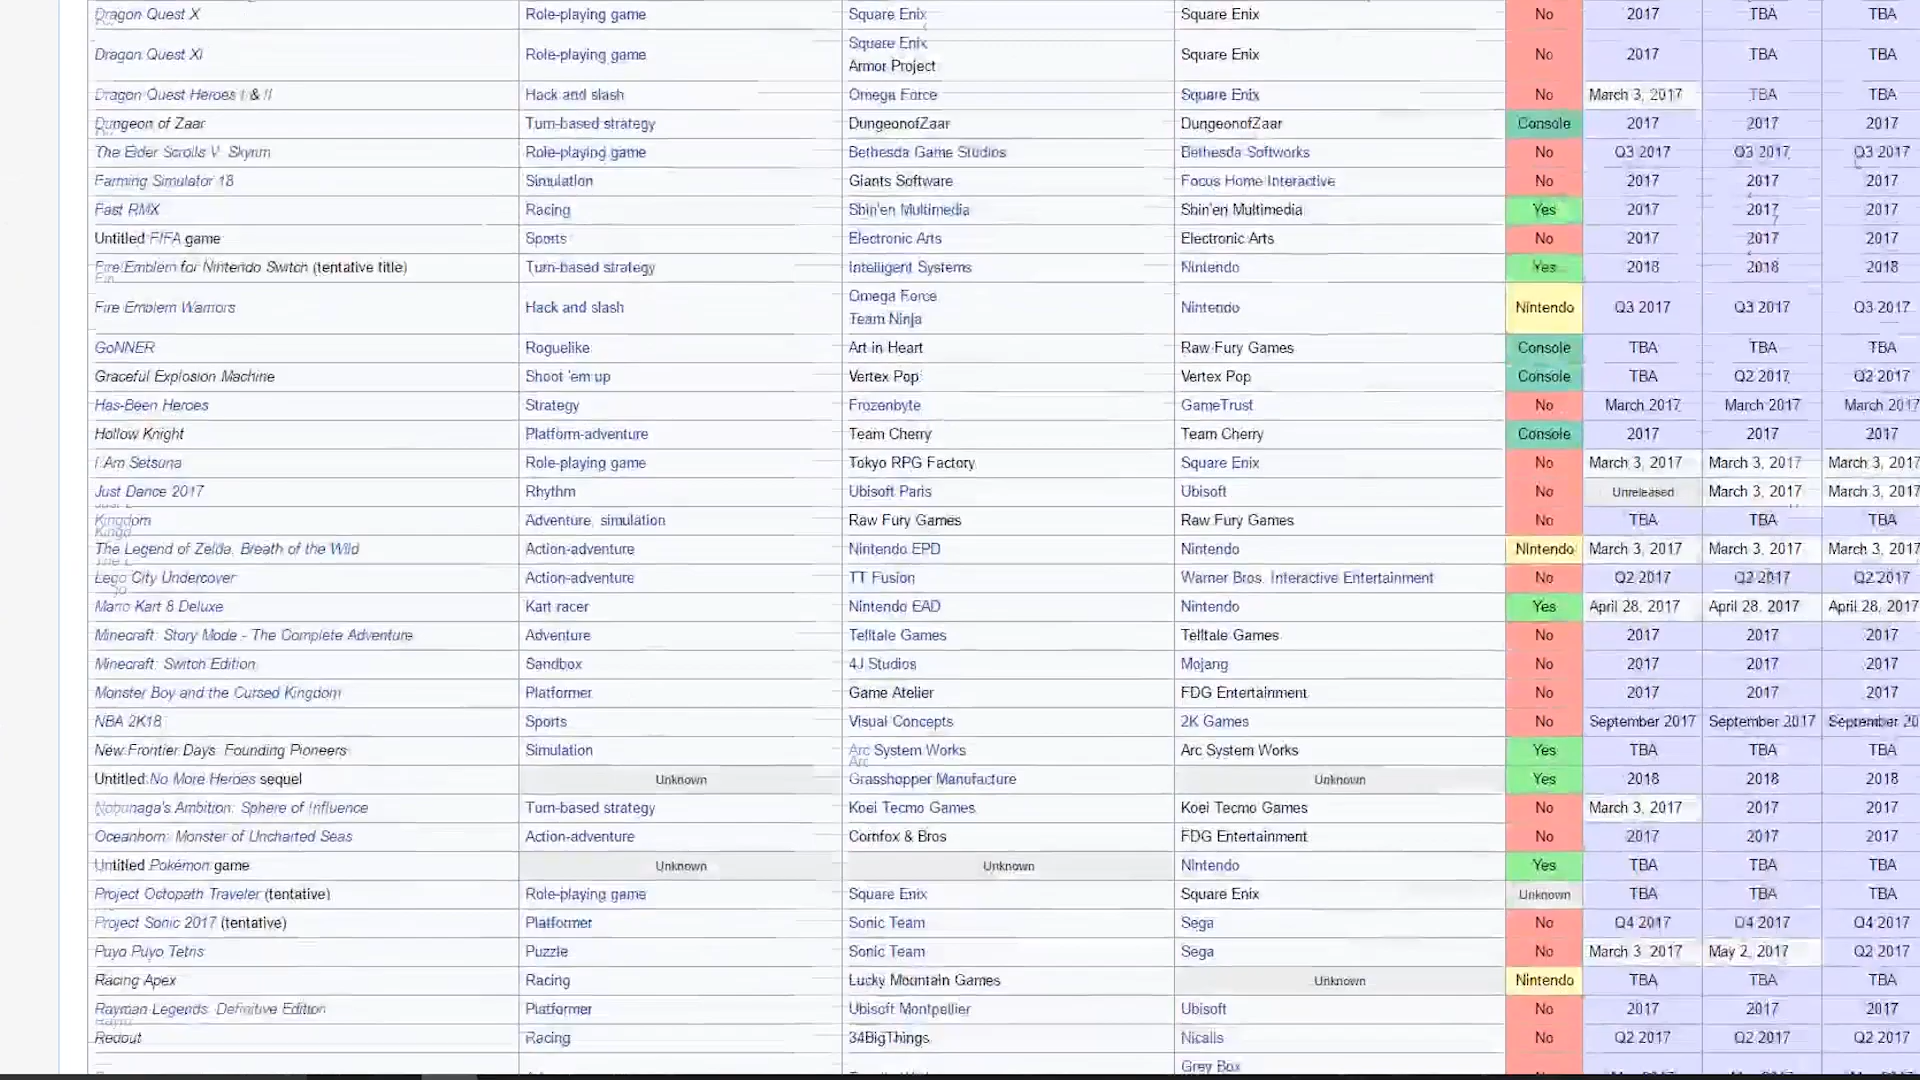 Dragon Quest X Role-playing game Square Enix Square Enix No 2017 TBA TBA
Dragon Quest XI Role-playing game Square Enix Armor Project Square Enix No 2017 TBA TBA
Dragon Quest Heroes I & II Hack and slash Omega Force Square Enix No March 3, 2017 TBA TBA
Dungeon of Zaar Turn-based strategy DungeonofZaar DungeonofZaar Console 2017 2017 2017
The Elder Scrolls V: Skyrim Role-playing game Bethesda Game Studios Bethesda Softworks No Q3 2017 Q3 2017 Q3 2017
Farming Simulator 18 Simulation Giants Software Focus Home Interactive No 2017 2017 2017
Fast RMX Racing Shin'en Multimedia Shin'en Multimedia Yes 2017 2017 2017
Untitled FIFA game Sports Electronic Arts Electronic Arts No 2017 2017 2017
Fire Emblem for Nintendo Switch (tentative title) Turn-based strategy Intelligent Systems Nintendo Yes 2018 2018 2018
Fire Emblem Warriors Hack and slash Omega Force Team Ninja Nintendo Nintendo Q3 2017 Q3 2017 Q3 2017
GoNNER Roguelike Art in Heart Raw Fury Games Console TBA TBA TBA
Graceful Explosion Machine Shoot 'em up Vertex Pop Vertex Pop Console TBA Q2 2017 Q2 2017
Has-Been Heroes Strategy Frozenbyte GameTrust No March 2017 March 2017 March 2017
Hollow Knight Platform-adventure Team Cherry Team Cherry Console 2017 2017 2017
I Am Setsuna Role-playing game Tokyo RPG Factory Square Enix No March 3, 2017 March 3, 2017 March 3, 2017
Just Dance 2017 Rhythm Ubisoft Paris Ubisoft No Unreleased March 3, 2017 March 3, 2017
Kingdom Adventure, simulation Raw Fury Games Raw Fury Games No TBA TBA TBA
The Legend of Zelda: Breath of the Wild Action-adventure Nintendo EPD Nintendo Nintendo March 3, 2017 March 3, 2017 March 3, 2017
Lego City Undercover Action-adventure TT Fusion Warner Bros. Interactive Entertainment No Q2 2017 Q2 2017 Q2 2017
Mario Kart 8 Deluxe Kart racer Nintendo EAD Nintendo Yes April 28, 2017 April 28, 2017 April 28, 2017
Minecraft: Story Mode - The Complete Adventure Adventure Telltale Games Telltale Games No 2017 2017 2017
Minecraft: Switch Edition Sandbox 4J Studios Mojang No 2017 2017 2017
Monster Boy and the Cursed Kingdom Platformer Game Atelier FDG Entertainment No 2017 2017 2017
NBA 2K18 Sports Visual Concepts 2K Games No September 2017 September 2017 September 20
New Frontier Days: Founding Pioneers Simulation Arc System Works Arc System Works Yes TBA TBA TBA
Untitled No More Heroes sequel Unknown Grasshopper Manufacture Unknown Yes 2018 2018 2018
Nobunaga's Ambition: Sphere of Influence Turn-based strategy Koei Tecmo Games Koei Tecmo Games No March 3, 2017 2017 2017
Oceanhorn: Monster of Uncharted Seas Action-adventure Cornfox & Bros FDG Entertainment No 2017 2017 2017
Untitled Pokémon game Unknown Unknown Nintendo Yes TBA TBA TBA
Project Octopath Traveler (tentative) Role-playing game Square Enix Square Enix Unknown TBA TBA TBA
Project Sonic 2017 (tentative) Platformer Sonic Team Sega No Q4 2017 Q4 2017 Q4 2017
Puyo Puyo Tetris Puzzle Sonic Team Sega No March 3, 2017 May 2, 2017 Q2 2017
Racing Apex Racing Lucky Mountain Games Unknown Nintendo TBA TBA TBA
Rayman Legends: Definitive Edition Platformer Ubisoft Montpellier Ubisoft No 2017 2017 2017
Redout Racing 34BigThings Nicalis No Q2 2017 Q2 2017 Q2 2017
Grey Box